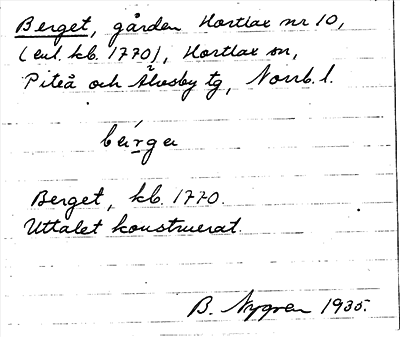 Berget, gården Hortlax nr 10,
(enl. kb. 1770), Hortlax sn,
Piteå och Älvsby tg, Norrb. l.
bárga
Berget, kb. 1770.
Uttalet konstruerat.
B. Nygren 1935.